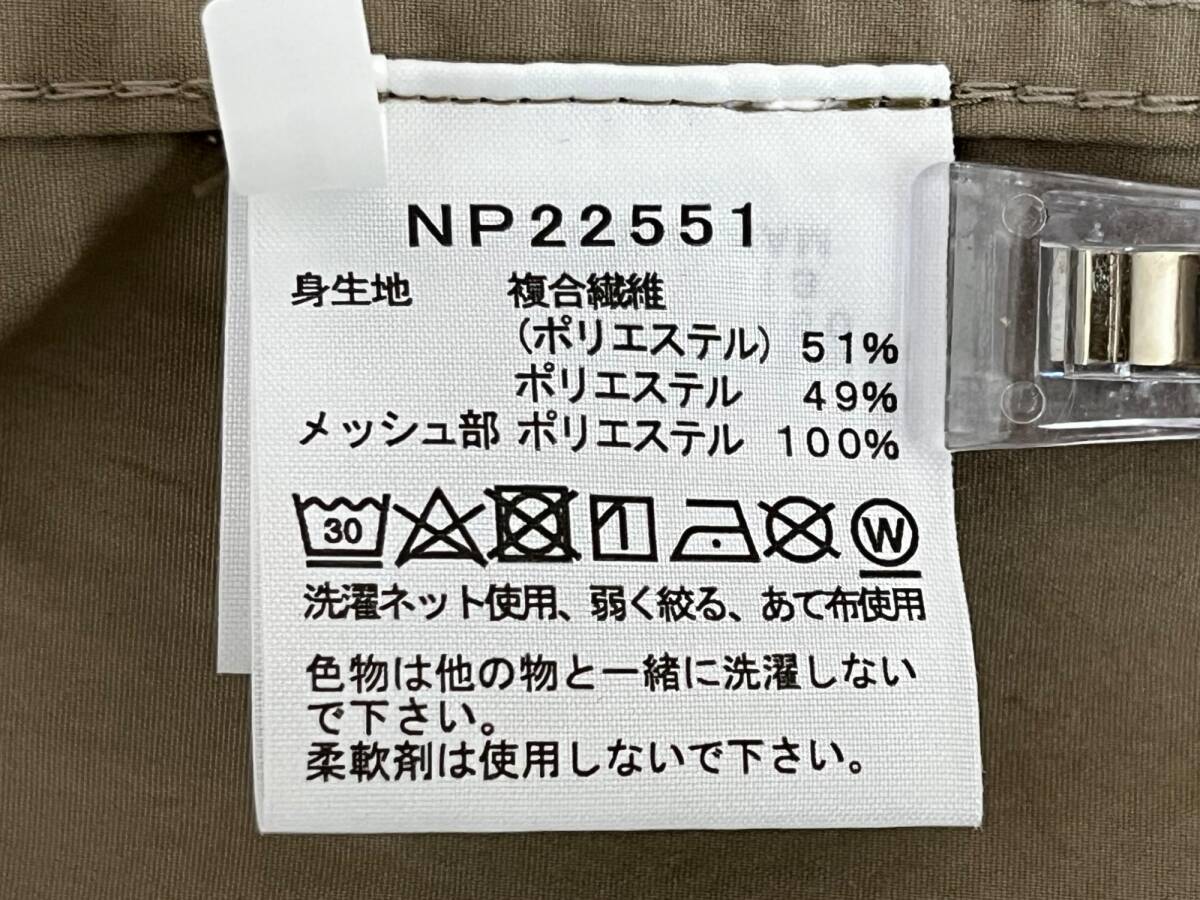 NP22551
身生地 複合繊維
(ポリエステル) 51%
ポリエステル 49%
メッシュ部 ポリエステル 100%
30 W
洗濯ネット使用、弱く絞る、あて布使用
色物は他の物と一緒に洗濯しない
で下さい。
柔軟剤は使用しないで下さい。